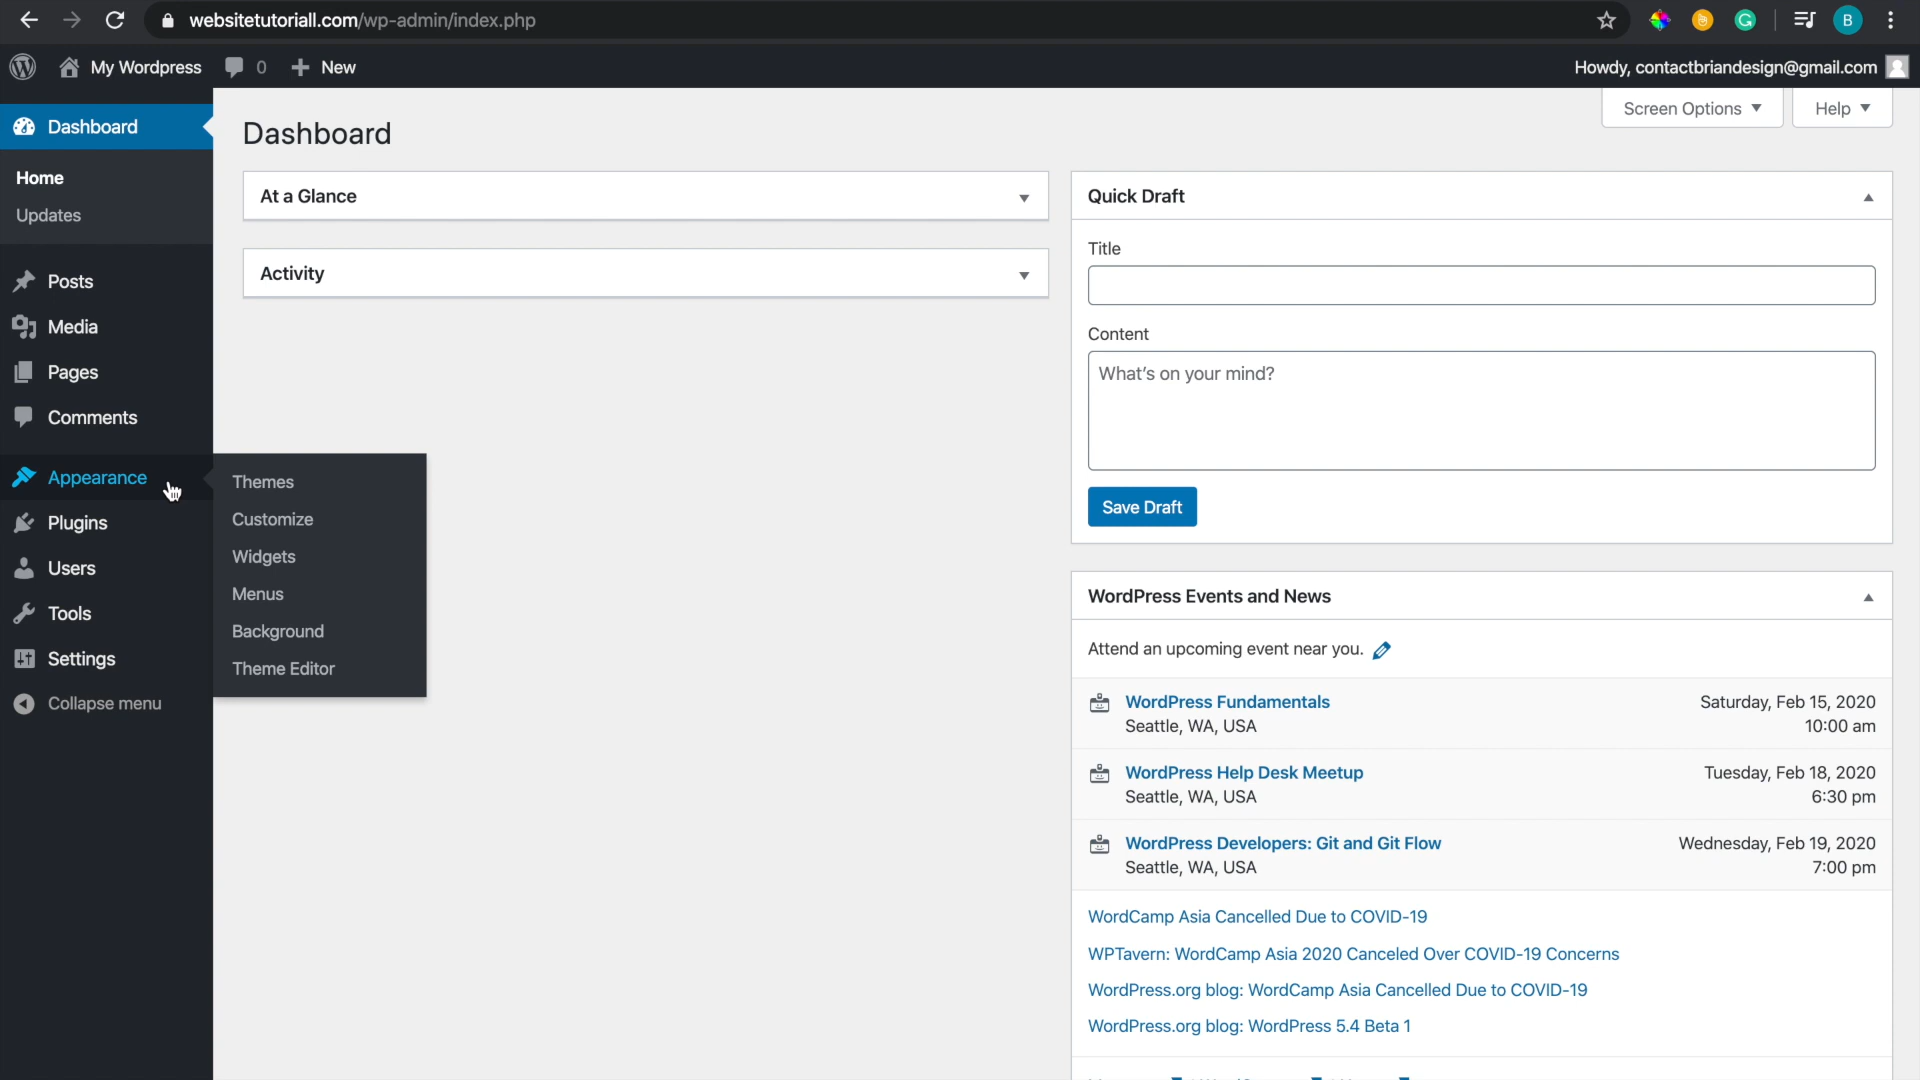 websitetutoriall.com/wp-admin/index.php
B
My Wordpress
0
New
Howdy, contactbriandesign@gmail.com
Dashboard
Home
Updates
Posts
Media
Pages
Comments
Appearance
Plugins
Users
Tools
Settings
Collapse menu
Themes
Customize
Widgets
Menus
Background
Theme Editor
Screen Options
Help
Dashboard
At a Glance
Activity
Quick Draft
Title
Content
What's on your mind?
Save Draft
WordPress Events and News
Attend an upcoming event near you.
WordPress Fundamentals
Seattle, WA, USA
Saturday, Feb 15, 2020
10:00 am
WordPress Help Desk Meetup
Seattle, WA, USA
Tuesday, Feb 18, 2020
6:30 pm
WordPress Developers: Git and Git Flow
Seattle, WA, USA
Wednesday, Feb 19, 2020
7:00 pm
WordCamp Asia Cancelled Due to COVID-19
WPTavern: WordCamp Asia 2020 Canceled Over COVID-19 Concerns
WordPress.org blog: WordCamp Asia Cancelled Due to COVID-19
WordPress.org blog: WordPress 5.4 Beta 1